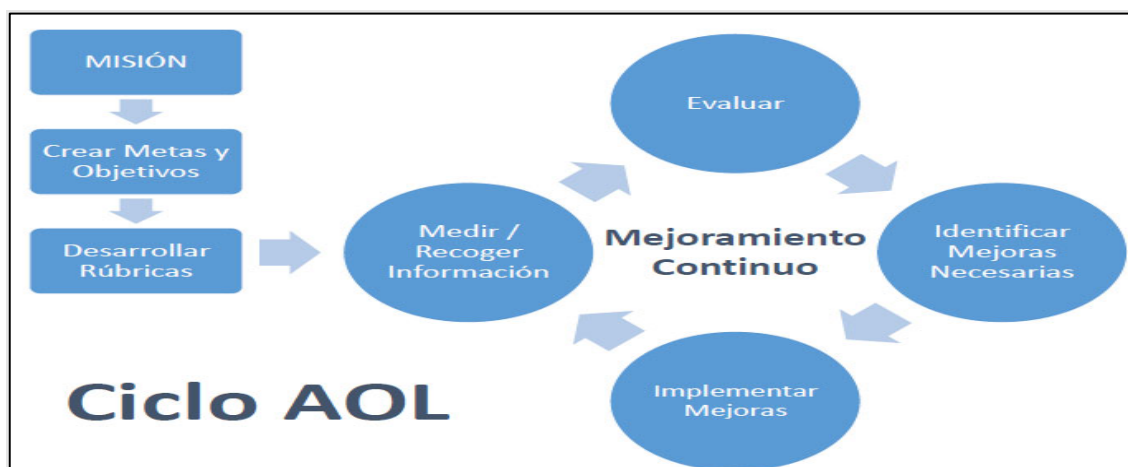 MISIÓN
Crear Metas y
Objetivos
Desarrollar
Rúbricas
Medir /
Recoger
Información
Evaluar
Identificar
Mejoras
Necesarias
Implementar
Mejoras
Mejoramiento
Continuo
Ciclo AOL